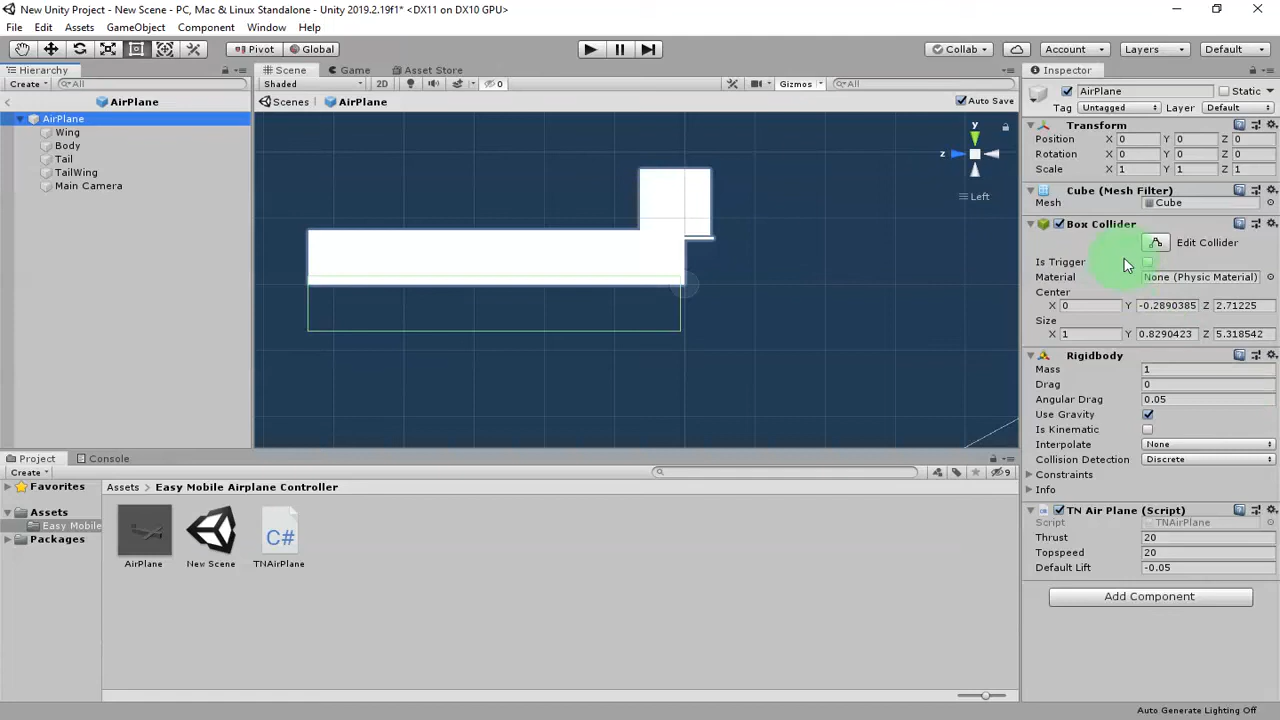 New Unity Project - New Scene - PC, Mac & Linux Standalone - Unity 2019.2.19f1* <DX11 on DX10 GPU>
File Edit Assets GameObject Component Window Help
Pivot Global Collab Account Layers Default
Hierarchy
Create All
AirPlane
AirPlane
Wing
Body
Tail
TailWing
Main Camera
Scene Game Asset Store
Shaded 2D 0 Gizmos All
Scenes AirPlane Auto Save
y
z
Left
Inspector
AirPlane Static
Tag Untagged Layer Default
Transform
Position X 0 Y 0 Z 0
Rotation X 0 Y 0 Z 0
Scale X 1 Y 1 Z 1
Cube (Mesh Filter)
Mesh Cube
Box Collider
Edit Collider
Is Trigger
Material None (Physic Material)
Center
X 0 Y -0.2890385 Z 2.71225
Size
X 1 Y 0.8290423 Z 5.318542
Rigidbody
Mass 1
Drag 0
Angular Drag 0.05
Use Gravity
Is Kinematic
Interpolate None
Collision Detection Discrete
Constraints
Info
TN Air Plane (Script)
Script TNAirPlane
Thrust 20
Topspeed 20
Default Lift -0.05
Add Component
Project Console
Create 9
Favorites
Assets
Easy Mobile
Packages
Assets > Easy Mobile Airplane Controller
C#
AirPlane New Scene TNAirPlane
Auto Generate Lighting Off